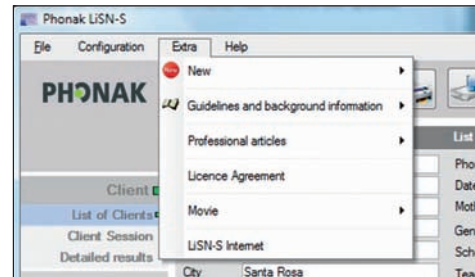 Phonak LiSN-S
File Configuration Extra Help
New
PHONAK
Guidelines and background information
Professional articles
List
Licence Agreement
Pho
Client
Date
List of Clients
Movie
Moth
Client Session
Gen
LiSN-S Internet
Sch
Detailed results
City Santa Rosa